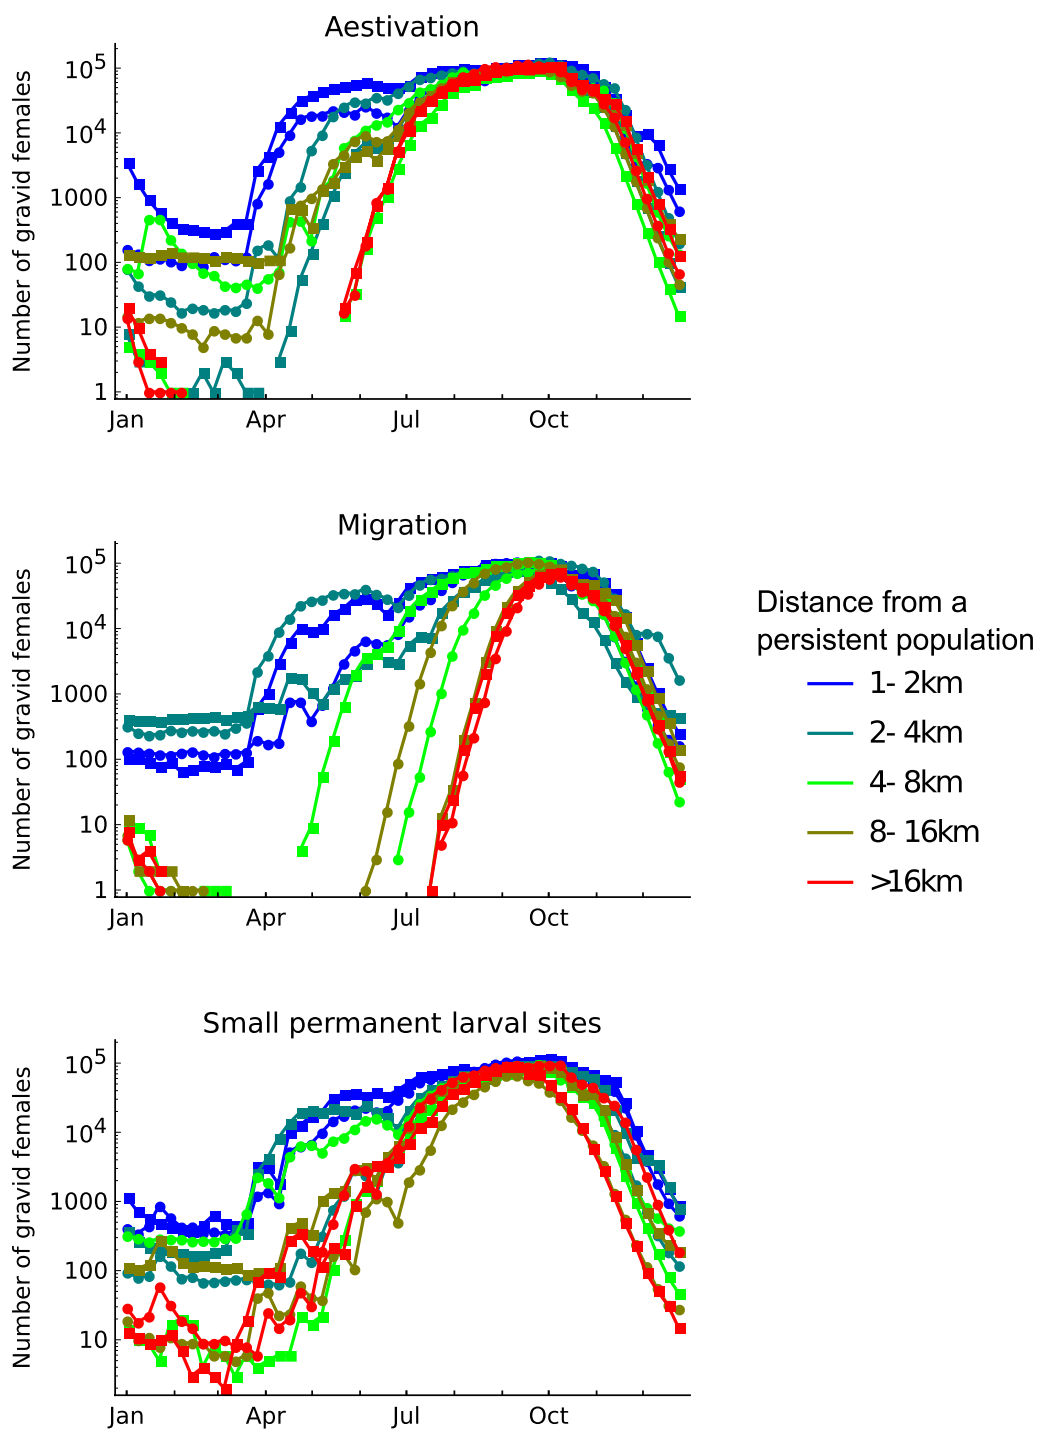 Aestivation
Number of gravid females
10^5
10^4
1000
100
10
1
Jan Apr Jul Oct
Migration
Number of gravid females
10^5
10^4
1000
100
10
1
Jan Apr Jul Oct
Distance from a
persistent population
1- 2km
2- 4km
4- 8km
8- 16km
>16km
Small permanent larval sites
Number of gravid females
10^5
10^4
1000
100
10
Jan Apr Jul Oct